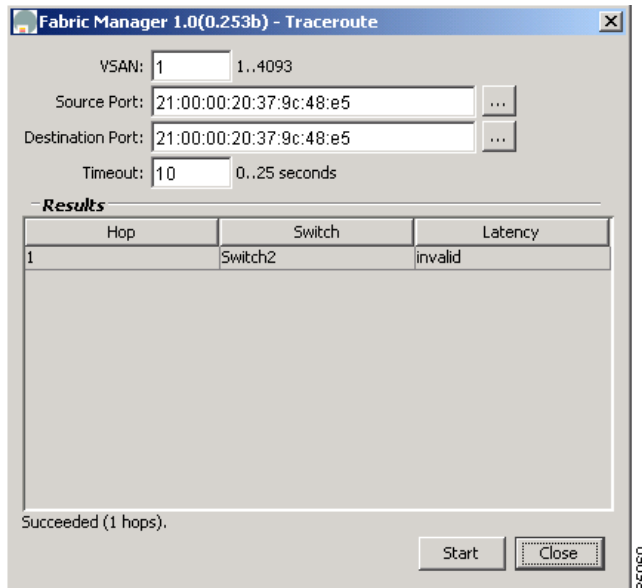 Fabric Manager 1.0(0.253b) - Traceroute
VSAN: 1 1..4093
Source Port: 21:00:00:20:37:9c:48:e5 ...
Destination Port: 21:00:00:20:37:9c:48:e5 ...
Timeout: 10 0..25 seconds
Results
Hop Switch Latency
1 Switch2 invalid
Succeeded (1 hops).
Start Close